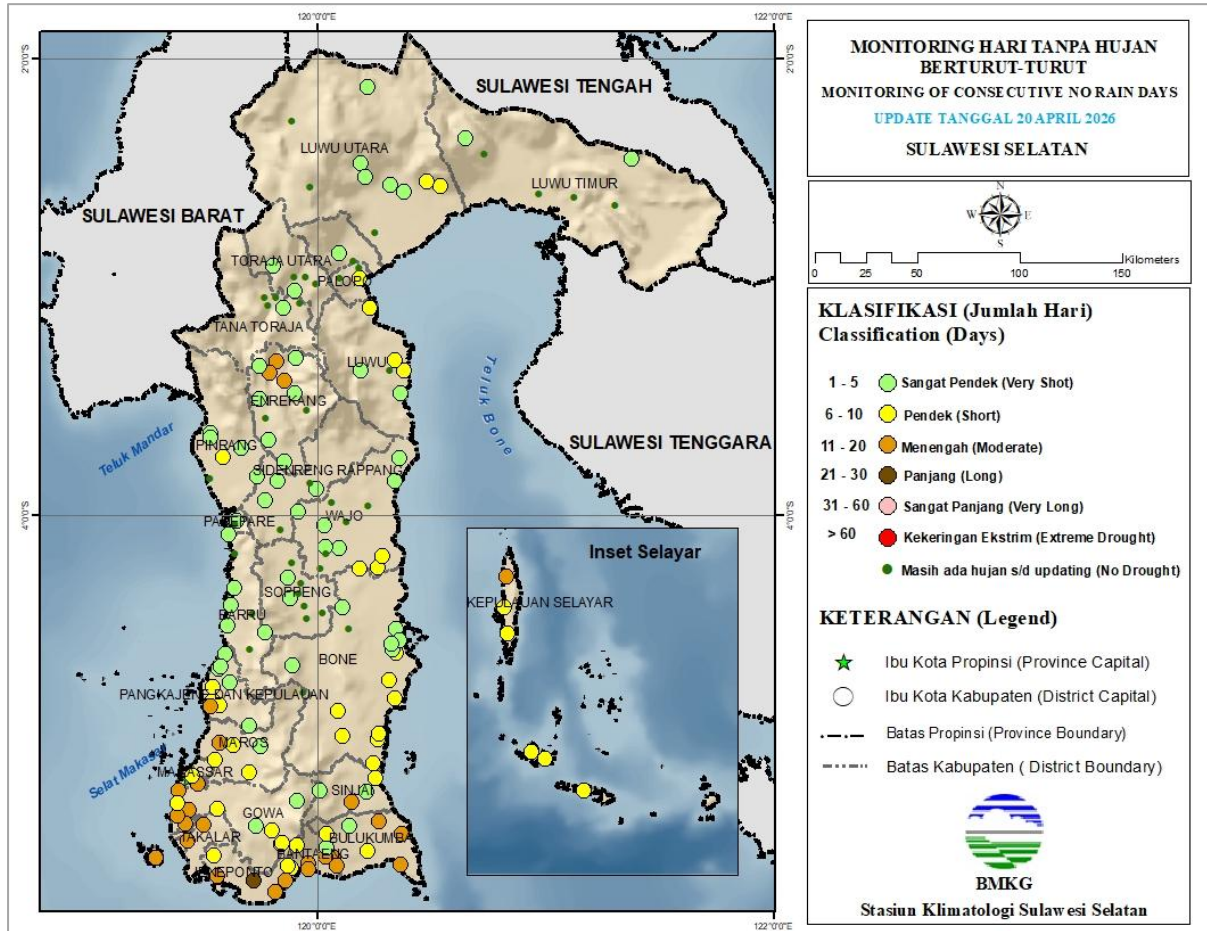 120°0'0"E
122°0'0"E
2°0'0"S
2°0'0"S
SULAWESI TENGAH
LUWU UTARA
LUWU TIMUR
SULAWESI BARAT
TORAJA UTARA
PALOPO
TANA TORAJA
LUWU
ENREKANG
Teluk Bone
Teluk Mandar
PINRANG
SULAWESI TENGGARA
SIDENRENG RAPPANG
4°0'0"S
4°0'0"S
PAREPARE
WAJO
SOPPENG
BARRU
BONE
PANGKAJENE DAN KEPULAUAN
MAROS
Selat Makasar
MAKASSAR
SINJAI
GOWA
TAKALAR
BULUKUMBA
BANTAENG
JENEPONTO
120°0'0"E
122°0'0"E
Inset Selayar
KEPULAUAN SELAYAR
MONITORING HARI TANPA HUJAN
BERTURUT-TURUT
MONITORING OF CONSECUTIVE NO RAIN DAYS
UPDATE TANGGAL 20 APRIL 2026
SULAWESI SELATAN
N
W E
S
Kilometers
0 25 50 100 150
KLASIFIKASI (Jumlah Hari)
Classification (Days)
1 - 5 Sangat Pendek (Very Shot)
6 - 10 Pendek (Short)
11 - 20 Menengah (Moderate)
21 - 30 Panjang (Long)
31 - 60 Sangat Panjang (Very Long)
> 60 Kekeringan Ekstrim (Extreme Drought)
Masih ada hujan s/d updating (No Drought)
KETERANGAN (Legend)
Ibu Kota Propinsi (Province Capital)
Ibu Kota Kabupaten (District Capital)
Batas Propinsi (Province Boundary)
Batas Kabupaten ( District Boundary)
BMKG
Stasiun Klimatologi Sulawesi Selatan